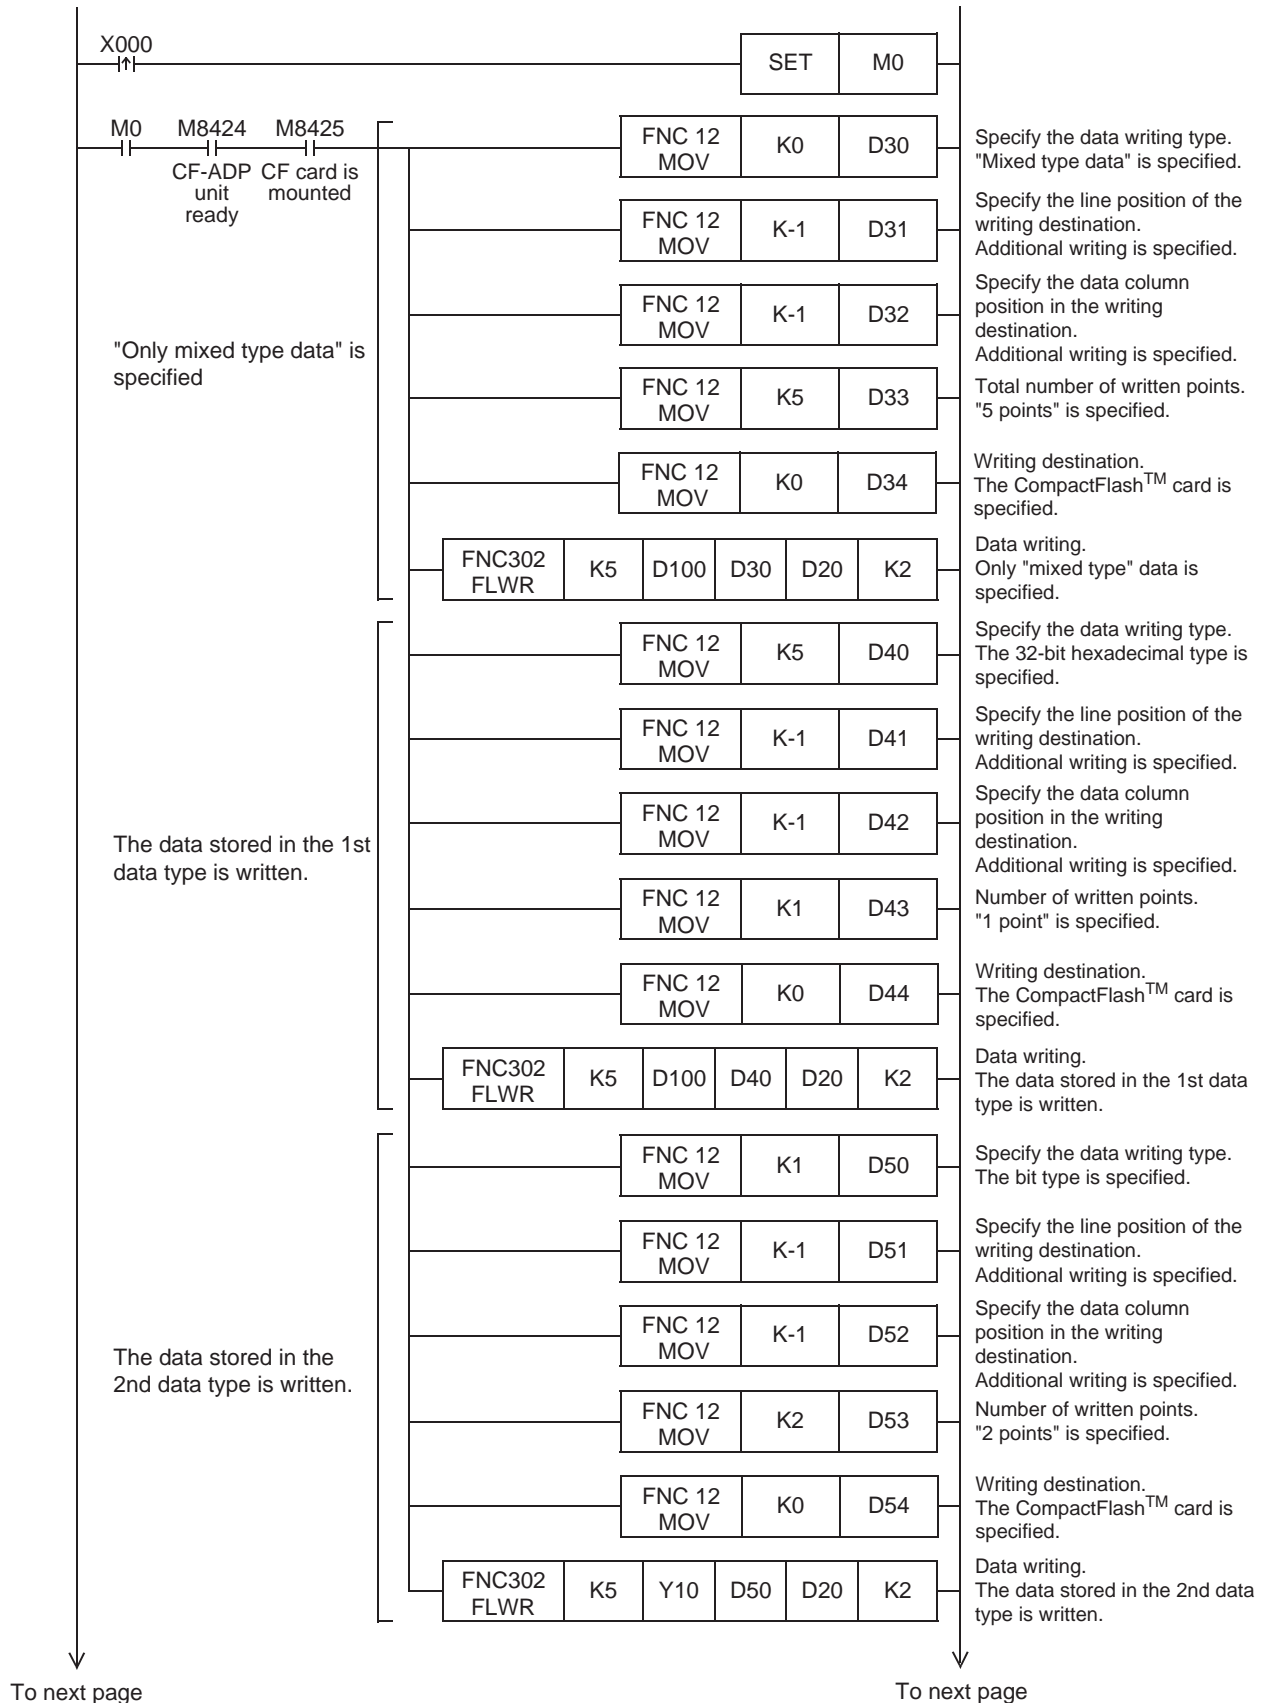 X000
SET M0
M0 M8424 M8425
CF-ADP unit ready
CF card is mounted
"Only mixed type data" is
specified
FNC 12
MOV K0 D30
Specify the data writing type.
"Mixed type data" is specified.
FNC 12
MOV K-1 D31
Specify the line position of the
writing destination.
Additional writing is specified.
FNC 12
MOV K-1 D32
Specify the data column
position in the writing
destination.
Additional writing is specified.
FNC 12
MOV K5 D33
Total number of written points.
"5 points" is specified.
FNC 12
MOV K0 D34
Writing destination.
The CompactFlashTM card is
specified.
FNC302
FLWR K5 D100 D30 D20 K2
Data writing.
Only "mixed type" data is
specified.
The data stored in the 1st
data type is written.
FNC 12
MOV K5 D40
Specify the data writing type.
The 32-bit hexadecimal type is
specified.
FNC 12
MOV K-1 D41
Specify the line position of the
writing destination.
Additional writing is specified.
FNC 12
MOV K-1 D42
Specify the data column
position in the writing
destination.
Additional writing is specified.
FNC 12
MOV K1 D43
Number of written points.
"1 point" is specified.
FNC 12
MOV K0 D44
Writing destination.
The CompactFlashTM card is
specified.
FNC302
FLWR K5 D100 D40 D20 K2
Data writing.
The data stored in the 1st data
type is written.
The data stored in the
2nd data type is written.
FNC 12
MOV K1 D50
Specify the data writing type.
The bit type is specified.
FNC 12
MOV K-1 D51
Specify the line position of the
writing destination.
Additional writing is specified.
FNC 12
MOV K-1 D52
Specify the data column
position in the writing
destination.
Additional writing is specified.
FNC 12
MOV K2 D53
Number of written points.
"2 points" is specified.
FNC 12
MOV K0 D54
Writing destination.
The CompactFlashTM card is
specified.
FNC302
FLWR K5 Y10 D50 D20 K2
Data writing.
The data stored in the 2nd data
type is written.
To next page
To next page